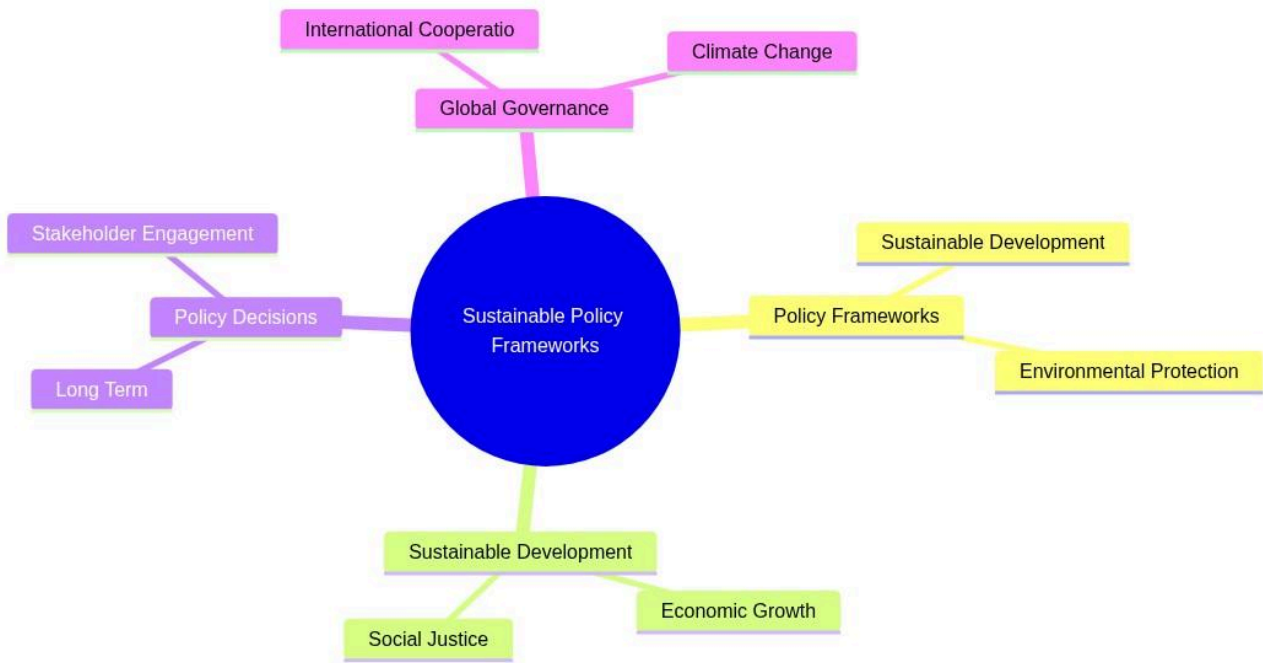 International Cooperatio
Climate Change
Global Governance
Stakeholder Engagement
Policy Decisions
Long Term
Sustainable Policy
Frameworks
Sustainable Development
Policy Frameworks
Environmental Protection
Sustainable Development
Economic Growth
Social Justice